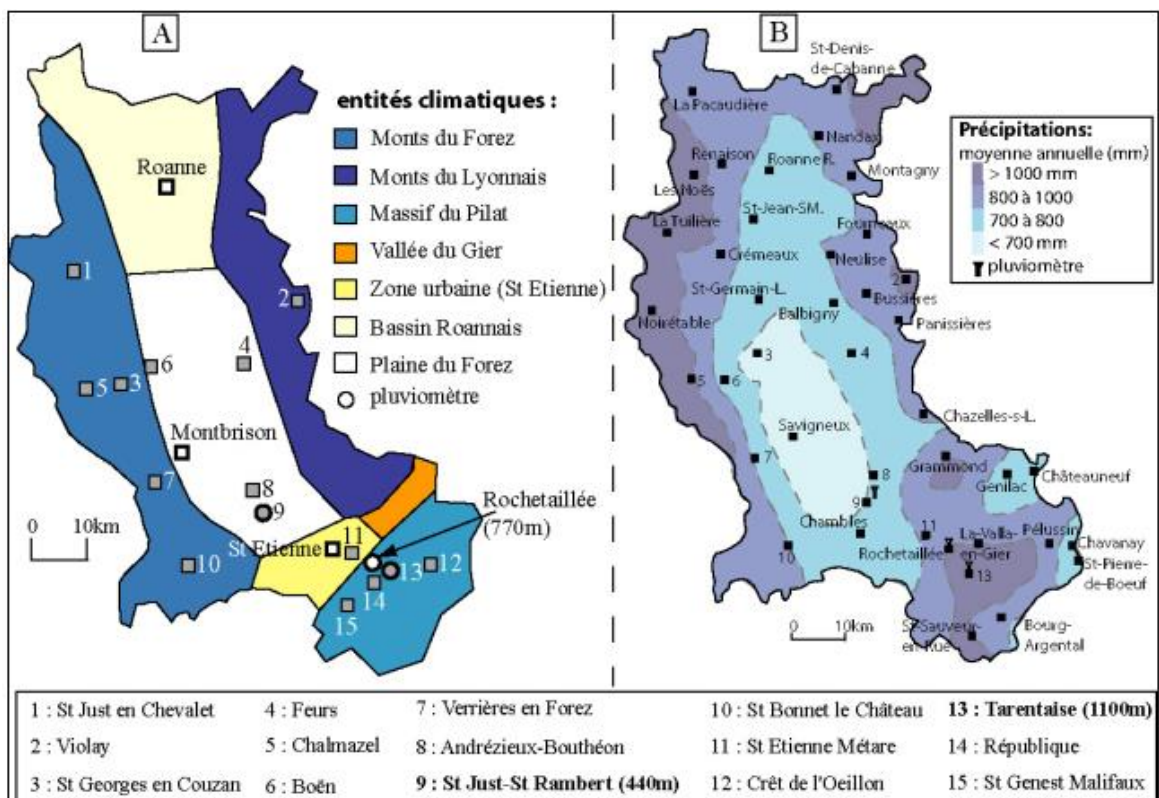 A
entités climatiques :
Monts du Forez
Monts du Lyonnais
Massif du Pilat
Vallée du Gier
Zone urbaine (St Etienne)
Bassin Roannais
Plaine du Forez
pluviomètre
Roanne
1
2
4
6
5
3
Montbrison
7
8
9
Rochetaillée
(770m)
St Etienne
11
10
12
13
14
15
0 10km
B
St-Denis-
de-Cabanne
La Pacaudière
Nandax
Renaison
Roanne R.
Montagny
Les Noës
St-Jean-SM.
La Tuilière
Fourneaux
Crémeaux
Neulise
2
St-Germain-L.
Bussières
Balbigny
Noirétable
Panissières
3
4
5
6
Chazelles-s-L.
Savigneux
7
8
Grammond
Châteauneuf
Genilac
9
Chambles
11
La-Valla-
en-Gier
Pélussin
Rochetaillée
Chavanay
10
13
St-Pierre-
de-Boeuf
St-Sauveur-
en-Rue
Bourg-
Argental
0 10km
Précipitations:
moyenne annuelle (mm)
> 1000 mm
800 à 1000
700 à 800
< 700 mm
pluviomètre
1 : St Just en Chevalet
2 : Violay
3 : St Georges en Couzan
4 : Feurs
5 : Chalmazel
6 : Boën
7 : Verrières en Forez
8 : Andrézieux-Bouthéon
9 : St Just-St Rambert (440m)
10 : St Bonnet le Château
11 : St Etienne Métare
12 : Crêt de l'Oeillon
13 : Tarentaise (1100m)
14 : République
15 : St Genest Malifaux